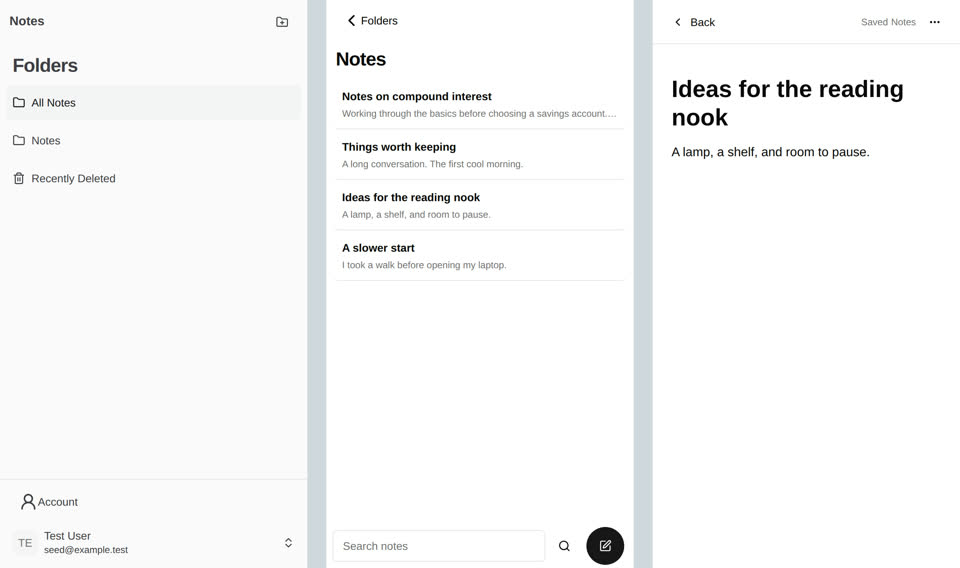 Notes
Folders
All Notes
Notes
Recently Deleted
Account
TE
Test User
seed@example.test
Folders
Notes
Notes on compound interest
Working through the basics before choosing a savings account....
Things worth keeping
A long conversation. The first cool morning.
Ideas for the reading nook
A lamp, a shelf, and room to pause.
A slower start
I took a walk before opening my laptop.
Search notes
Back
Saved Notes
Ideas for the reading
nook
A lamp, a shelf, and room to pause.